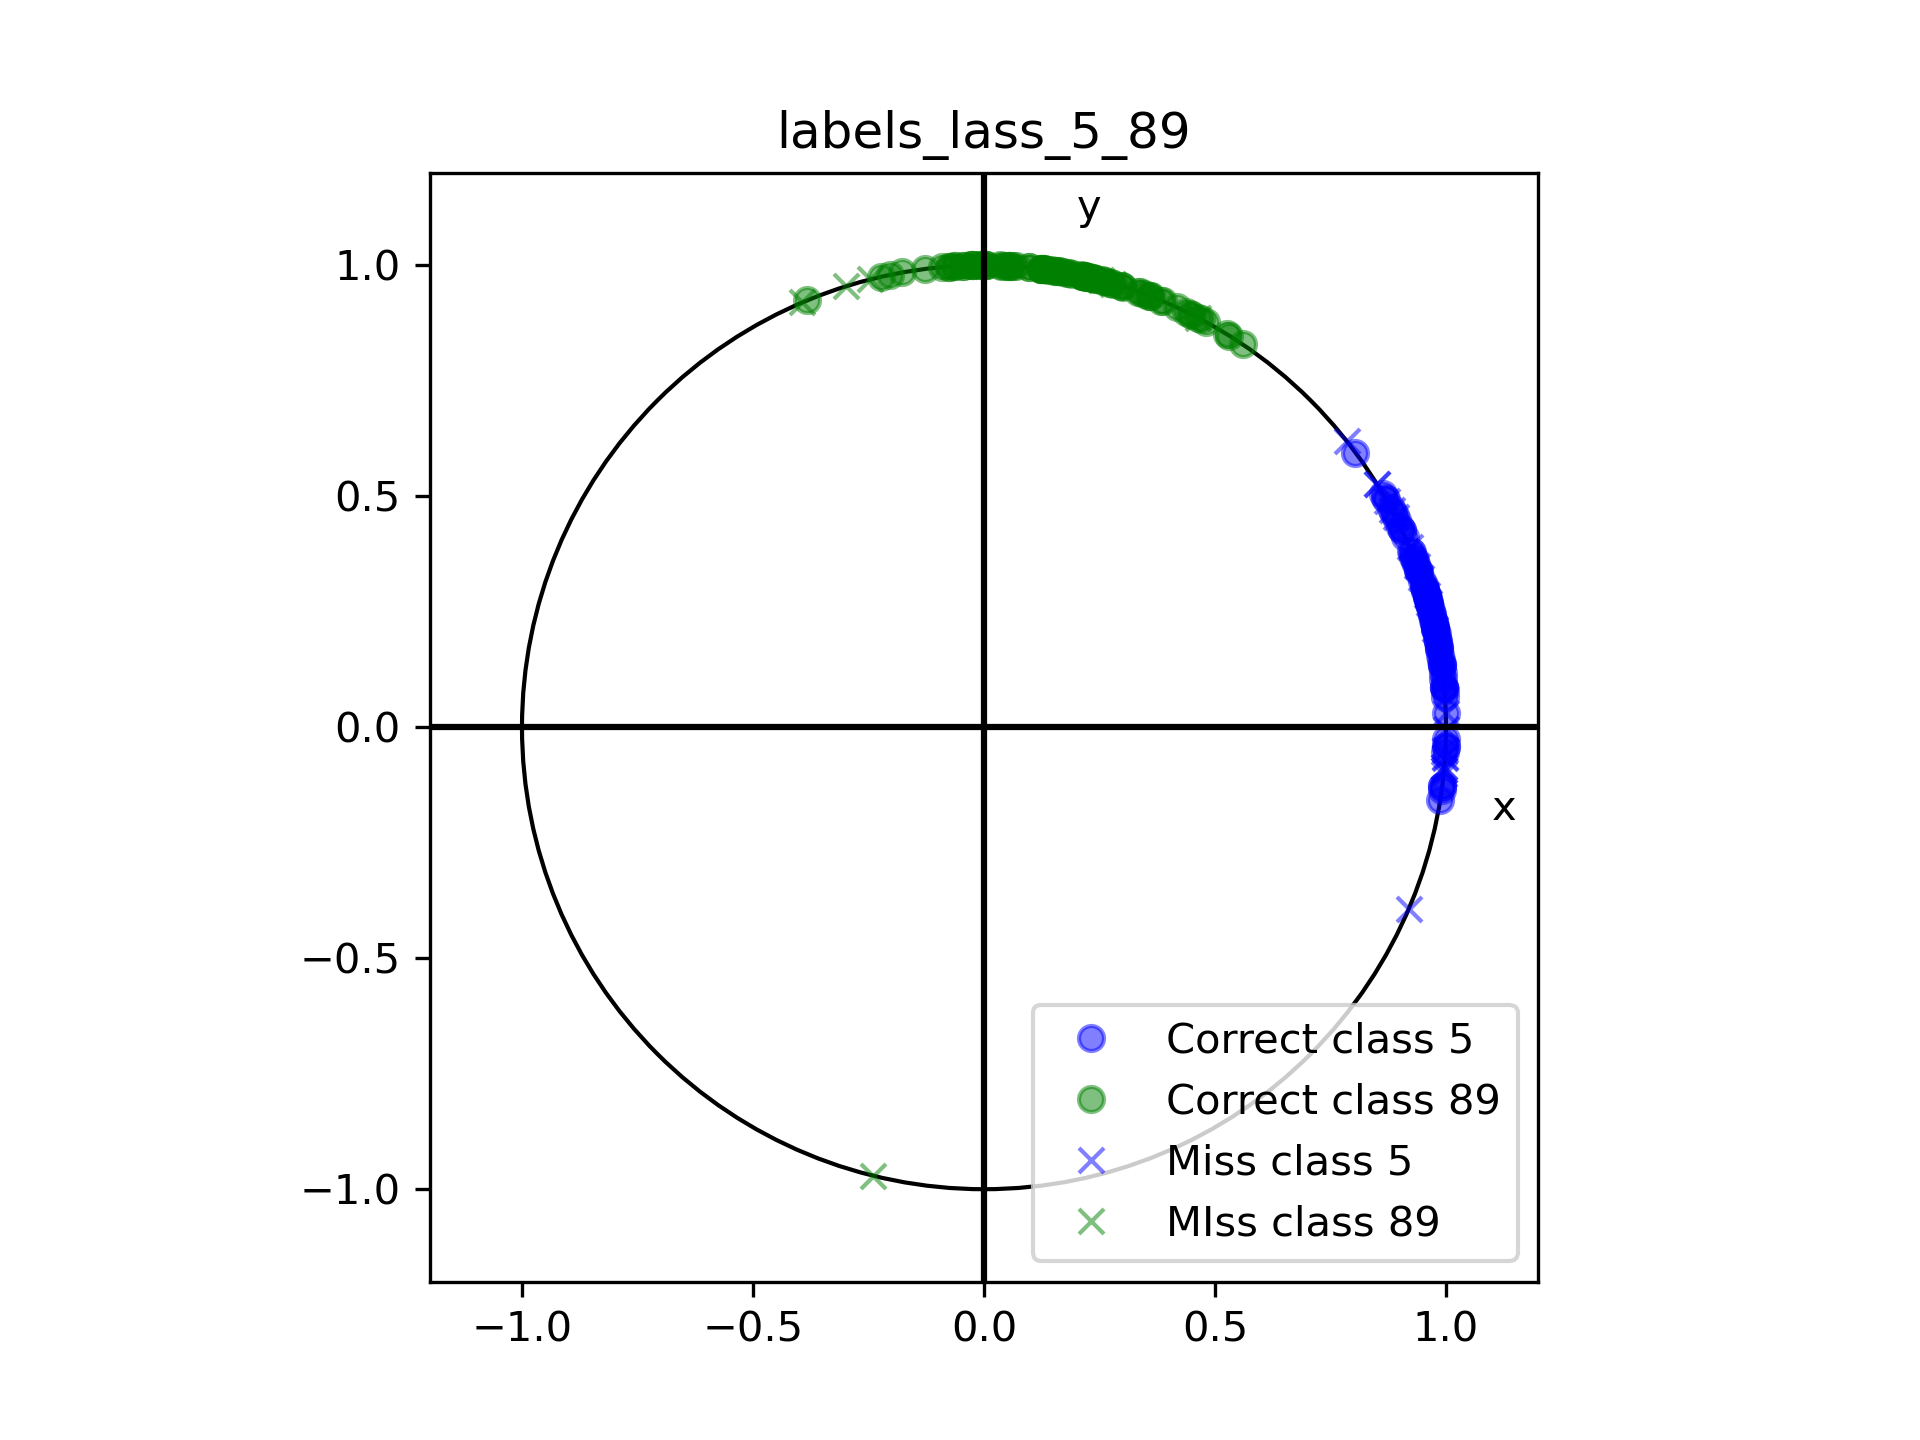 labels_lass_5_89
y
1.0
0.5
0.0
−0.5
−1.0
x
Correct class 5
Correct class 89
Miss class 5
MIss class 89
−1.0 −0.5 0.0 0.5 1.0